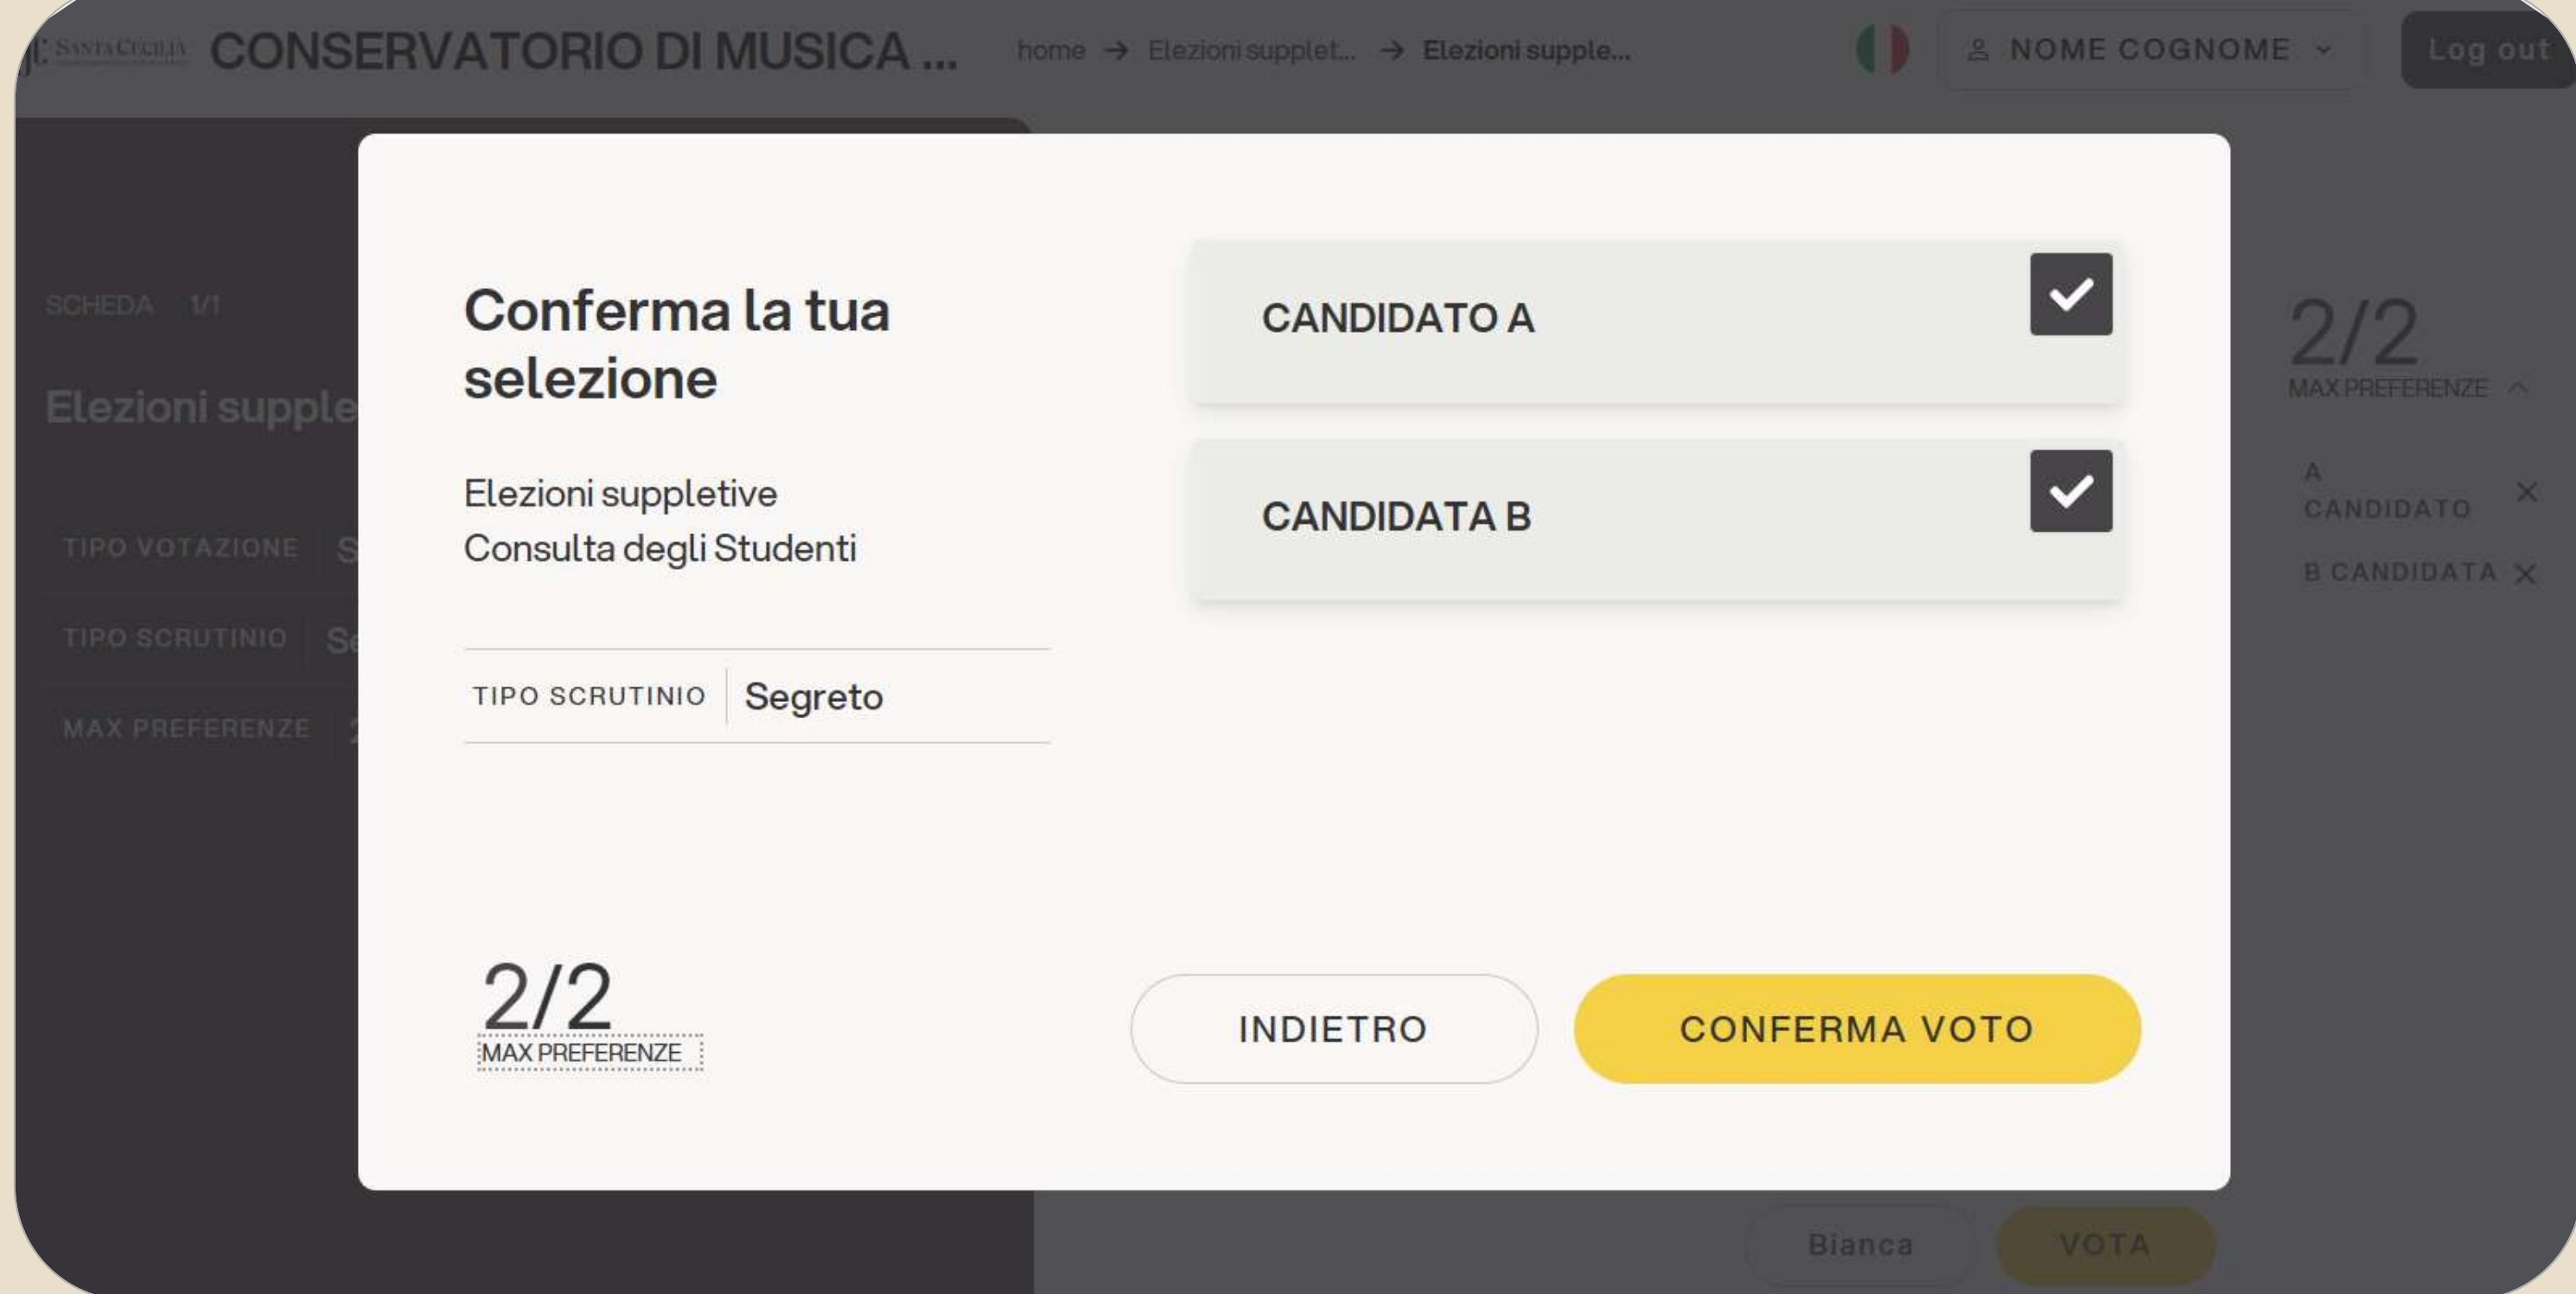 SANTA CECILIA
CONSERVATORIO DI MUSICA ...
home → Elezioni supplet... → Elezioni supple...
NOME COGNOME
Log out
SCHEDA 1/1
Elezioni supple
TIPO VOTAZIONE S
TIPO SCRUTINIO Se
MAX PREFERENZE
Conferma la tua
selezione
Elezioni suppletive
Consulta degli Studenti
TIPO SCRUTINIO Segreto
2/2
MAX PREFERENZE
CANDIDATO A
CANDIDATA B
INDIETRO
CONFERMA VOTO
2/2
MAX PREFERENZE
A
CANDIDATO
B CANDIDATA
Bianca
VOTA